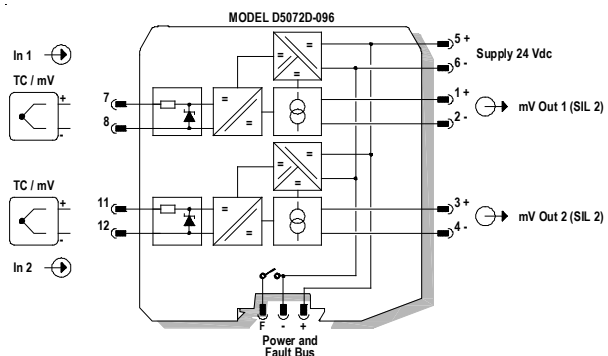 MODEL D5072D-096
In 1
TC / mV
+
-
7
8
5 +
6 -
Supply 24 Vdc
1 +
2 -
mV Out 1 (SIL 2)
= = = =
TC / mV
+
-
11
12
In 2
3 +
4 -
mV Out 2 (SIL 2)
= = = =
F - +
Power and
Fault Bus